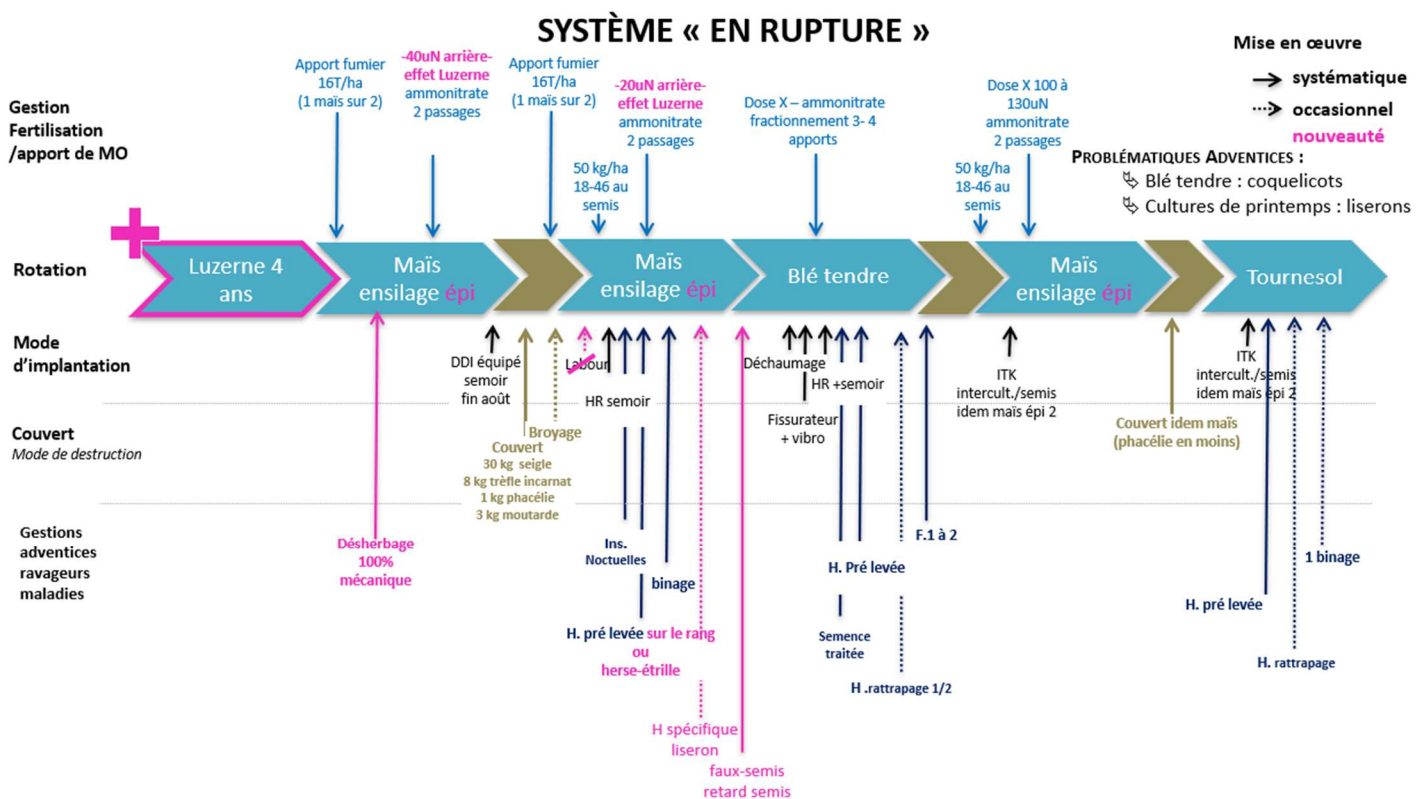 SYSTÈME « EN RUPTURE »
Mise en œuvre
systématique
occasionnel
nouveauté
PROBLÉMATIQUES ADVENTICES :
Blé tendre : coquelicots
Cultures de printemps : liserons
Gestion
Fertilisation
/apport de MO
Apport fumier
16T/ha
(1 maïs sur 2)
-40uN arrière-
effet Luzerne
ammonitrate
2 passages
Apport fumier
16T/ha
(1 maïs sur 2)
50 kg/ha
18-46 au
semis
-20uN arrière-
effet Luzerne
ammonitrate
2 passages
Dose X – ammonitrate
fractionnement 3- 4
apports
50 kg/ha
18-46 au
semis
Dose X 100 à
130uN
ammonitrate
2 passages
Rotation
Luzerne 4
ans
Maïs
ensilage épi
Maïs
ensilage épi
Blé tendre
Maïs
ensilage épi
Tournesol
Mode
d'implantation
DDI équipé
semoir
fin août
Labour
HR semoir
Déchaumage
HR +semoir
Fissurateur
+ vibro
ITK
intercult./semis
idem maïs épi 2
ITK
intercult./semis
idem maïs épi 2
Couvert
Mode de destruction
Broyage
Couvert
30 kg seigle
8 kg trèfle incarnat
1 kg phacélie
3 kg moutarde
Couvert idem maïs
(phacélie en moins)
Gestions
adventices
ravageurs
maladies
Désherbage
100%
mécanique
Ins.
Noctuelles
binage
H. pré levée sur le rang
ou
herse-étrille
H spécifique
liseron
faux-semis
retard semis
H. Pré levée
Semence
traitée
H .rattrapage 1/2
F.1 à 2
H. pré levée
H. rattrapage
1 binage